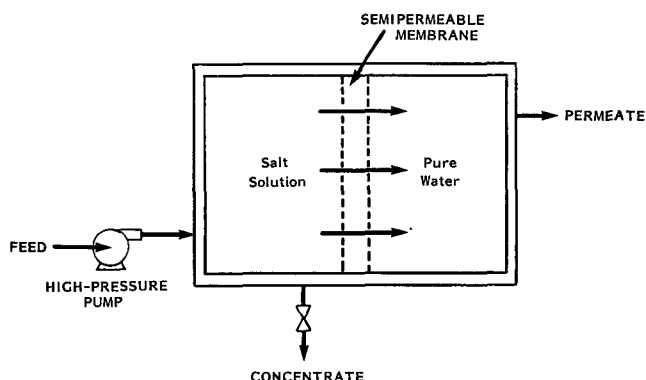 SEMIPERMEABLE
MEMBRANE
PERMEATE
Salt
Solution
Pure
Water
FEED
HIGH-PRESSURE
PUMP
CONCENTRATE